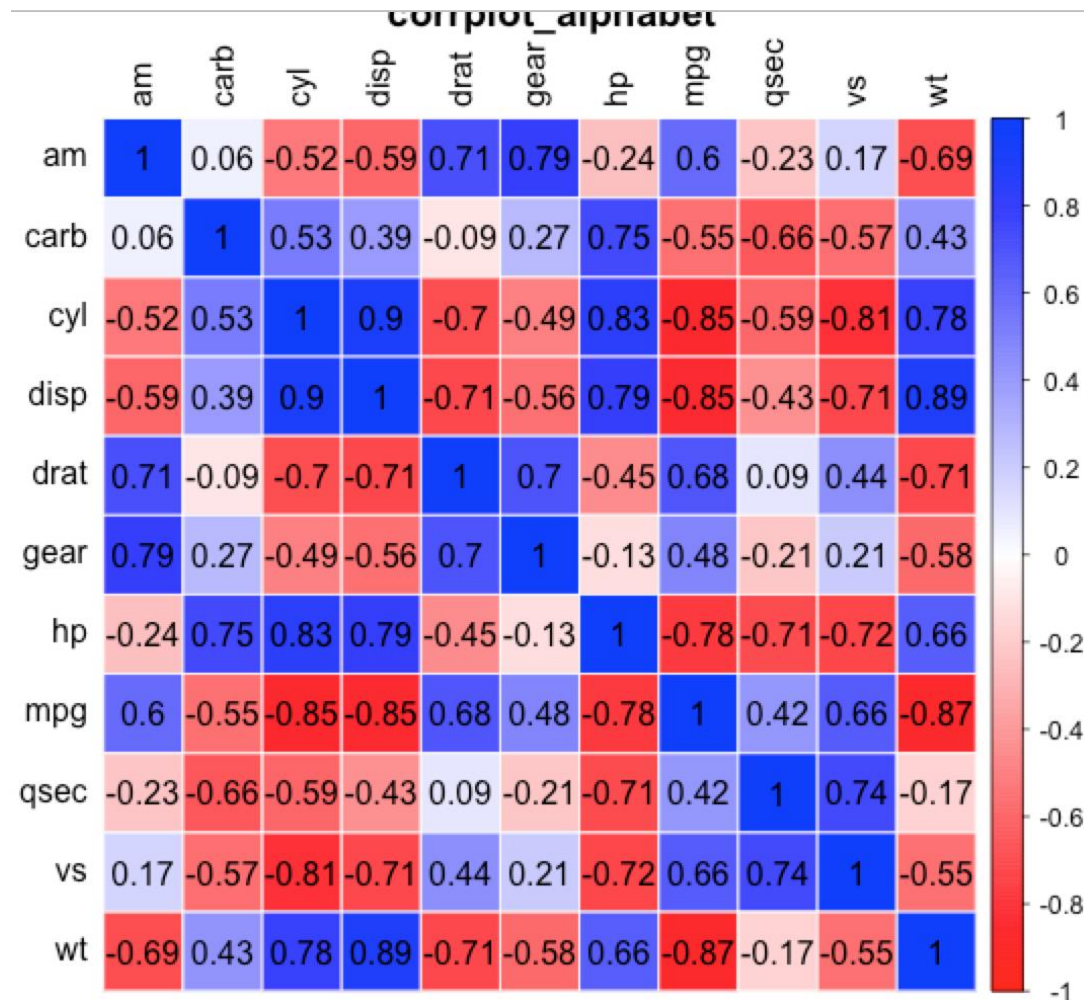 corrplot_alphabet
am carb cyl disp drat gear hp mpg qsec vs wt
am 1 0.06 -0.52 -0.59 0.71 0.79 -0.24 0.6 -0.23 0.17 -0.69
carb 0.06 1 0.53 0.39 -0.09 0.27 0.75 -0.55 -0.66 -0.57 0.43
cyl -0.52 0.53 1 0.9 -0.7 -0.49 0.83 -0.85 -0.59 -0.81 0.78
disp -0.59 0.39 0.9 1 -0.71 -0.56 0.79 -0.85 -0.43 -0.71 0.89
drat 0.71 -0.09 -0.7 -0.71 1 0.7 -0.45 0.68 0.09 0.44 -0.71
gear 0.79 0.27 -0.49 -0.56 0.7 1 -0.13 0.48 -0.21 0.21 -0.58
hp -0.24 0.75 0.83 0.79 -0.45 -0.13 1 -0.78 -0.71 -0.72 0.66
mpg 0.6 -0.55 -0.85 -0.85 0.68 0.48 -0.78 1 0.42 0.66 -0.87
qsec -0.23 -0.66 -0.59 -0.43 0.09 -0.21 -0.71 0.42 1 0.74 -0.17
vs 0.17 -0.57 -0.81 -0.71 0.44 0.21 -0.72 0.66 0.74 1 -0.55
wt -0.69 0.43 0.78 0.89 -0.71 -0.58 0.66 -0.87 -0.17 -0.55 1
1
0.8
0.6
0.4
0.2
0
-0.2
-0.4
-0.6
-0.8
-1